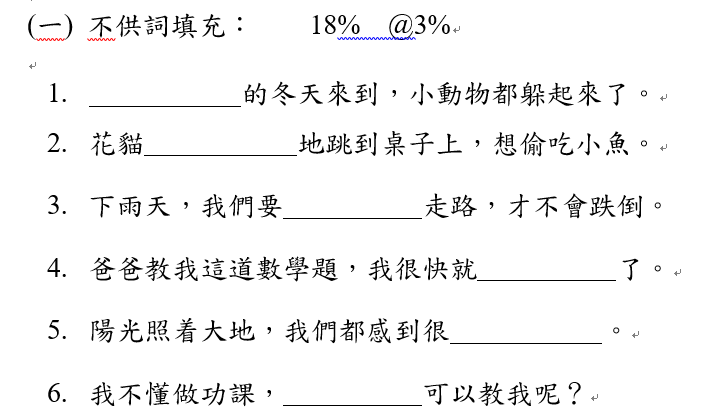 (一) 不供詞填充： 18% @3%
1. ___________的冬天來到，小動物都躲起來了。
2. 花貓___________地跳到桌子上，想偷吃小魚。
3. 下雨天，我們要__________走路，才不會跌倒。
4. 爸爸教我這道數學題，我很快就__________了。
5. 陽光照着大地，我們都感到很___________。
6. 我不懂做功課，__________可以教我呢？